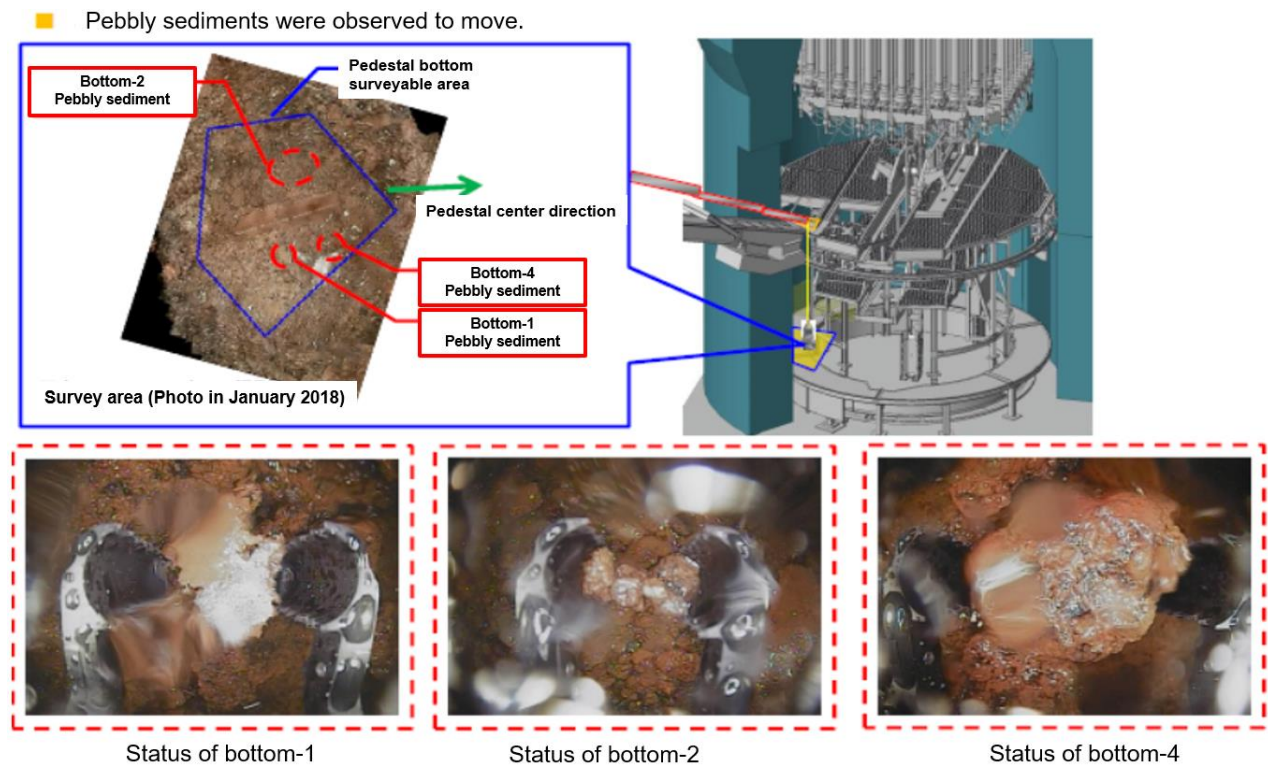 Pebbly sediments were observed to move.
Bottom-2
Pebbly sediment
Pedestal bottom
surveyable area
Pedestal center direction
Bottom-4
Pebbly sediment
Bottom-1
Pebbly sediment
Survey area (Photo in January 2018)
Status of bottom-1
Status of bottom-2
Status of bottom-4